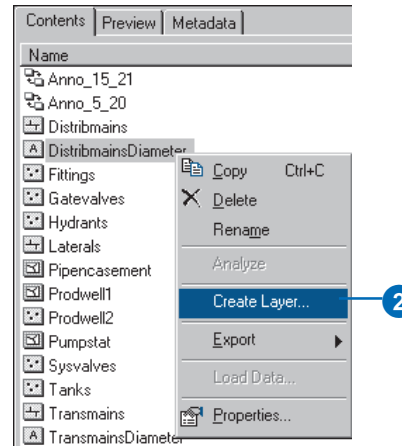 Contents Preview Metadata
Name
Anno_15_21
Anno_5_20
Distribmains
A DistribmainsDiameter
Fittings
Gatevalves
Hydrants
Laterals
Pipencasement
Prodwell1
Prodwell2
Pumpstat
Sysvalves
Tanks
Transmains
A TransmainsDiameter
Copy Ctrl+C
Delete
Rename
Analyze
Create Layer...
2
Export
Load Data...
Properties...